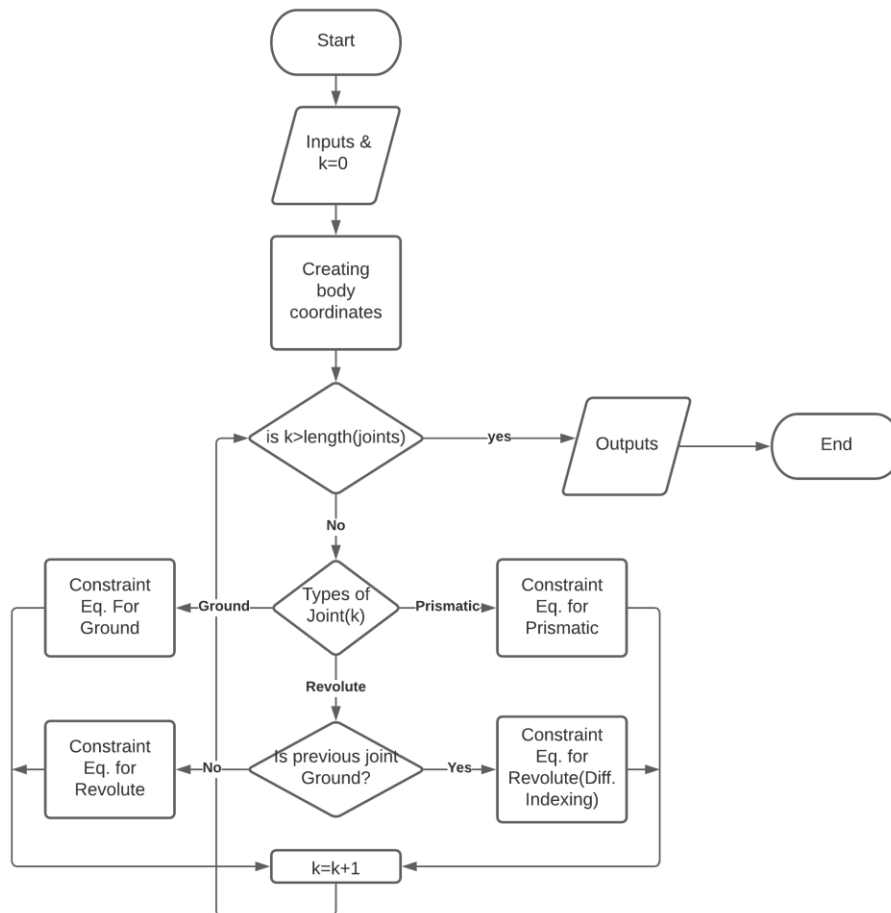 Start
Inputs &
k=0
Creating
body
coordinates
is k>length(joints)
yes
Outputs
End
No
Constraint
Eq. For
Ground
Ground
Types of
Joint(k)
Prismatic
Constraint
Eq. for
Prismatic
Revolute
Constraint
Eq. for
Revolute
No
Is previous joint
Ground?
Yes
Constraint
Eq. for
Revolute(Diff.
Indexing)
k=k+1